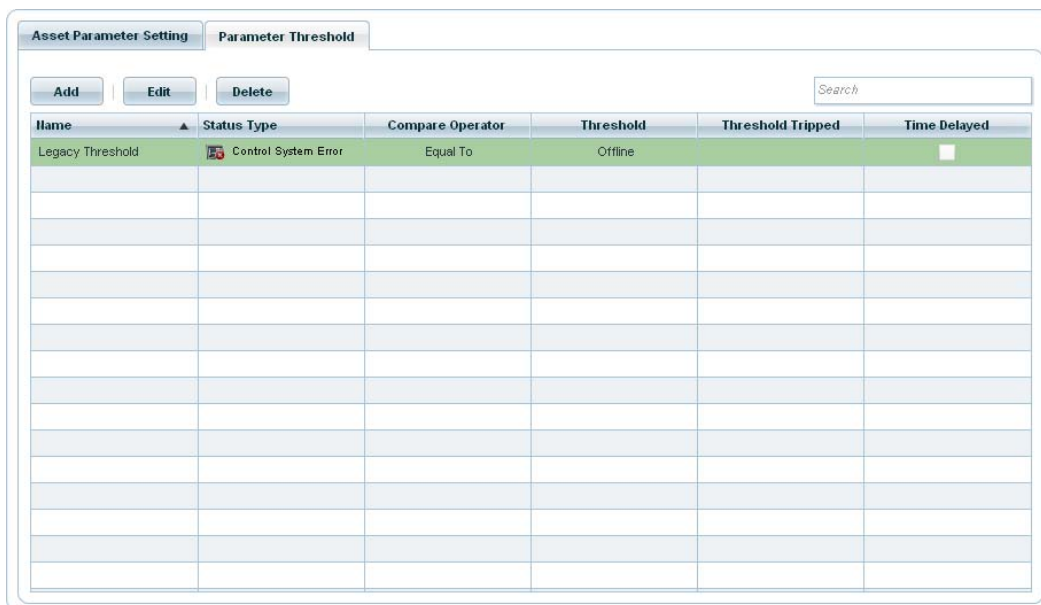 Asset Parameter Setting Parameter Threshold
Add Edit Delete Search
Name Status Type Compare Operator Threshold Threshold Tripped Time Delayed
Legacy Threshold Control System Error Equal To Offline